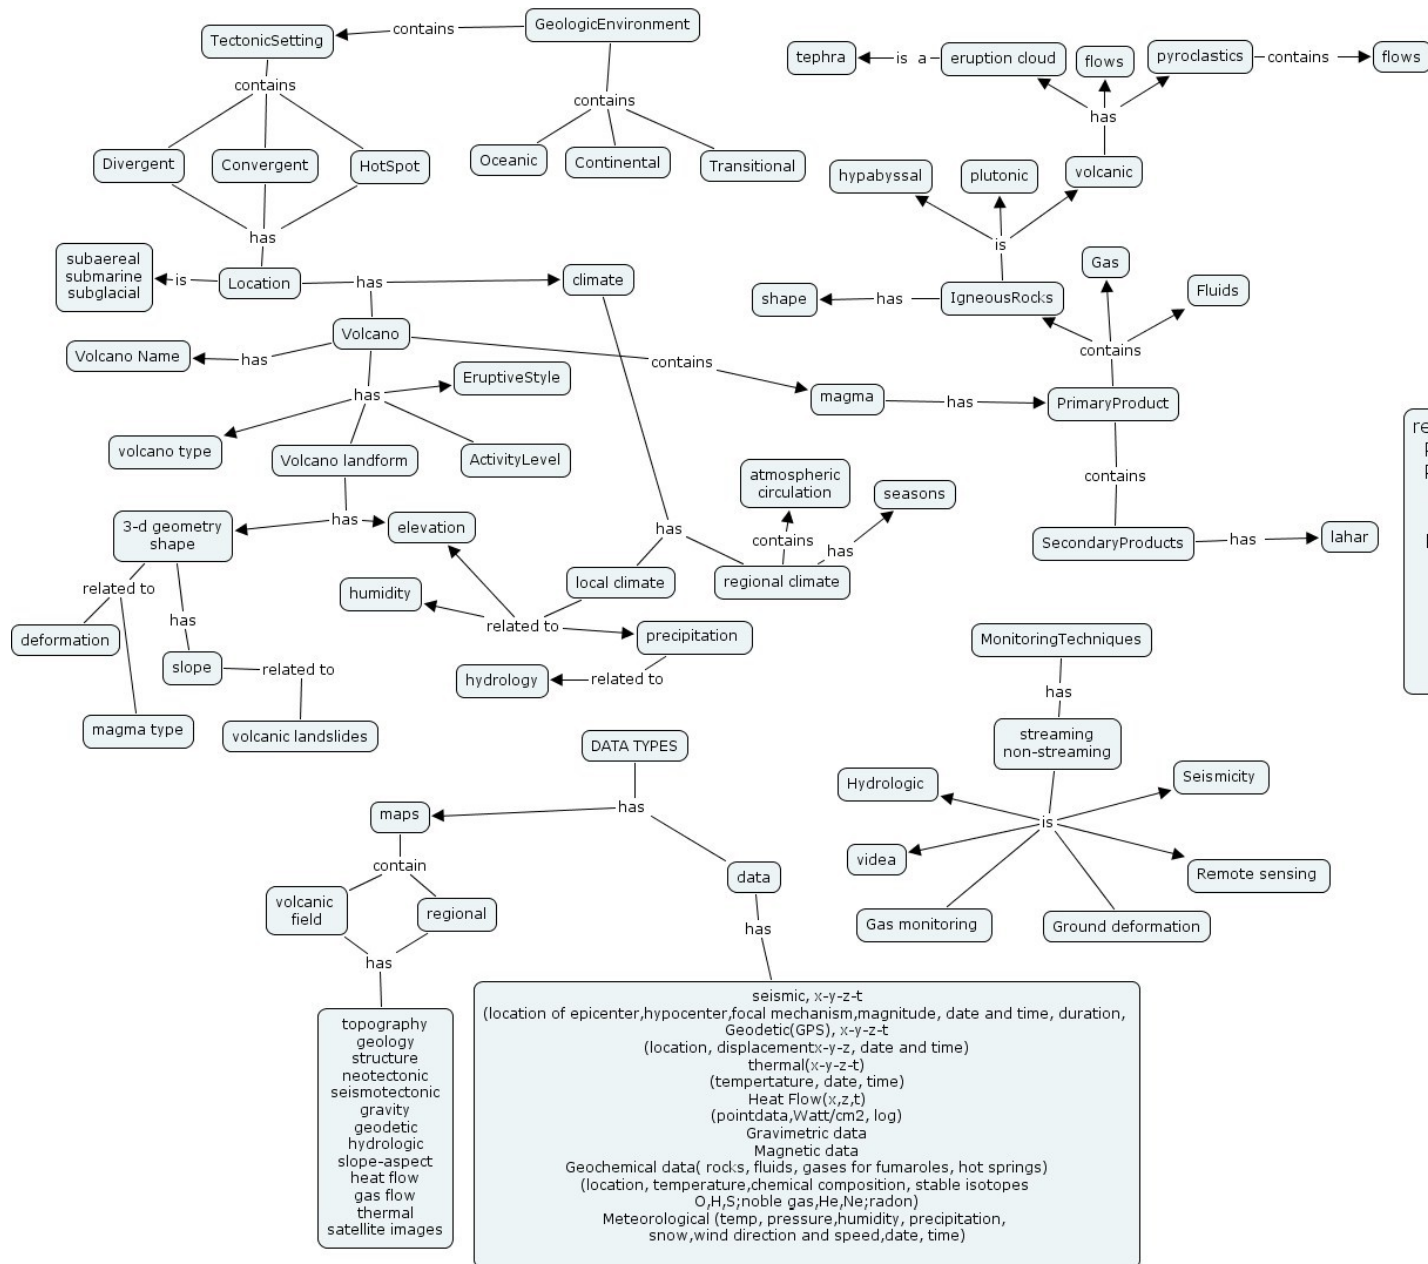 GeologicEnvironment
contains
TectonicSetting
contains
Divergent
Convergent
HotSpot
has
contains
Oceanic
Continental
Transitional
tephra
is a
eruption cloud
flows
pyroclastics
contains
flows
has
hypabyssal
plutonic
volcanic
is
subaereal
submarine
subglacial
is
Location
has
climate
shape
has
IgneousRocks
Gas
Fluids
contains
Volcano Name
has
Volcano
contains
magma
has
PrimaryProduct
EruptiveStyle
has
volcano type
Volcano landform
ActivityLevel
contains
atmospheric
circulation
seasons
contains
has
3-d geometry
shape
has
elevation
has
SecondaryProducts
has
lahar
related to
humidity
local climate
regional climate
has
related to
precipitation
deformation
slope
related to
hydrology
related to
magma type
volcanic landslides
MonitoringTechniques
has
streaming
non-streaming
Hydrologic
Seismicity
is
videa
Remote sensing
Gas monitoring
Ground deformation
DATA TYPES
has
maps
contain
data
volcanic
field
regional
has
has
topography
geology
structure
neotectonic
seismotectonic
gravity
geodetic
hydrologic
slope-aspect
heat flow
gas flow
thermal
satellite images
seismic, x-y-z-t
(location of epicenter,hypocenter,focal mechanism,magnitude, date and time, duration,
Geodetic(GPS), x-y-z-t
(location, displacementx-y-z, date and time)
thermal(x-y-z-t)
(tempertature, date, time)
Heat Flow(x,z,t)
(pointdata,Watt/cm2, log)
Gravimetric data
Magnetic data
Geochemical data( rocks, fluids, gases for fumaroles, hot springs)
(location, temperature,chemical composition, stable isotopes
O,H,S;noble gas,He,Ne;radon)
Meteorological (temp, pressure,humidity, precipitation,
snow,wind direction and speed,date, time)